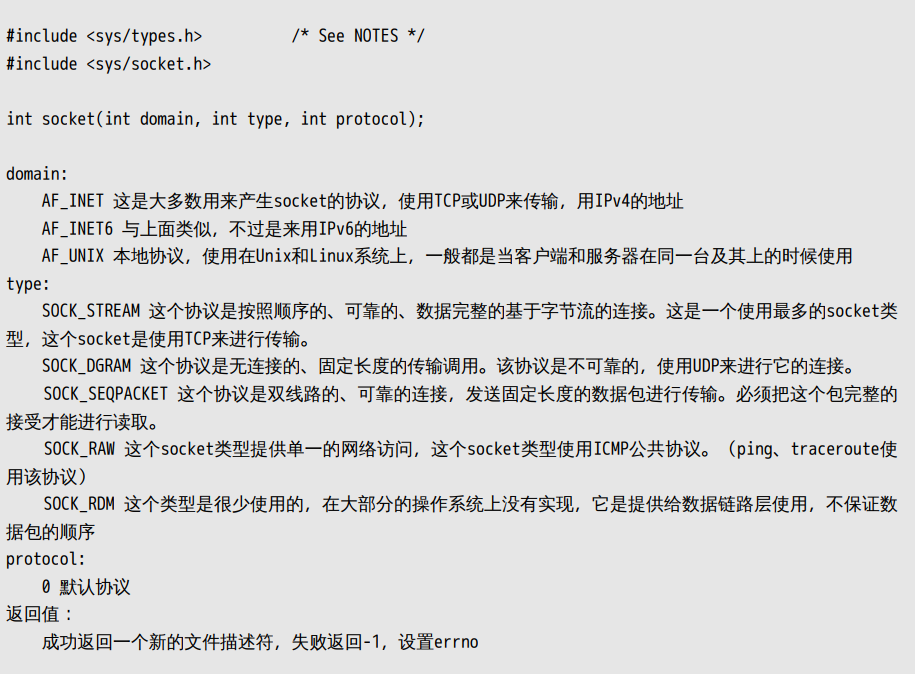 #include <sys/types.h>          /* See NOTES */
#include <sys/socket.h>
int socket(int domain, int type, int protocol);
domain:
    AF_INET 这是大多数用来产生socket的协议，使用TCP或UDP来传输，用IPv4的地址
    AF_INET6 与上面类似，不过是来用IPv6的地址
    AF_UNIX 本地协议，使用在Unix和Linux系统上，一般都是当客户端和服务器在同一台及其上的时候使用
type:
    SOCK_STREAM 这个协议是按照顺序的、可靠的、数据完整的基于字节流的连接。这是一个使用最多的socket类
型，这个socket是使用TCP来进行传输。
    SOCK_DGRAM 这个协议是无连接的、固定长度的传输调用。该协议是不可靠的，使用UDP来进行它的连接。
    SOCK_SEQPACKET 这个协议是双线路的、可靠的连接，发送固定长度的数据包进行传输。必须把这个包完整的
接受才能进行读取。
    SOCK_RAW 这个socket类型提供单一的网络访问，这个socket类型使用ICMP公共协议。（ping、traceroute使
用该协议）
    SOCK_RDM 这个类型是很少使用的，在大部分的操作系统上没有实现，它是提供给数据链路层使用，不保证数
据包的顺序
protocol:
    0 默认协议
返回值：
    成功返回一个新的文件描述符，失败返回-1，设置errno